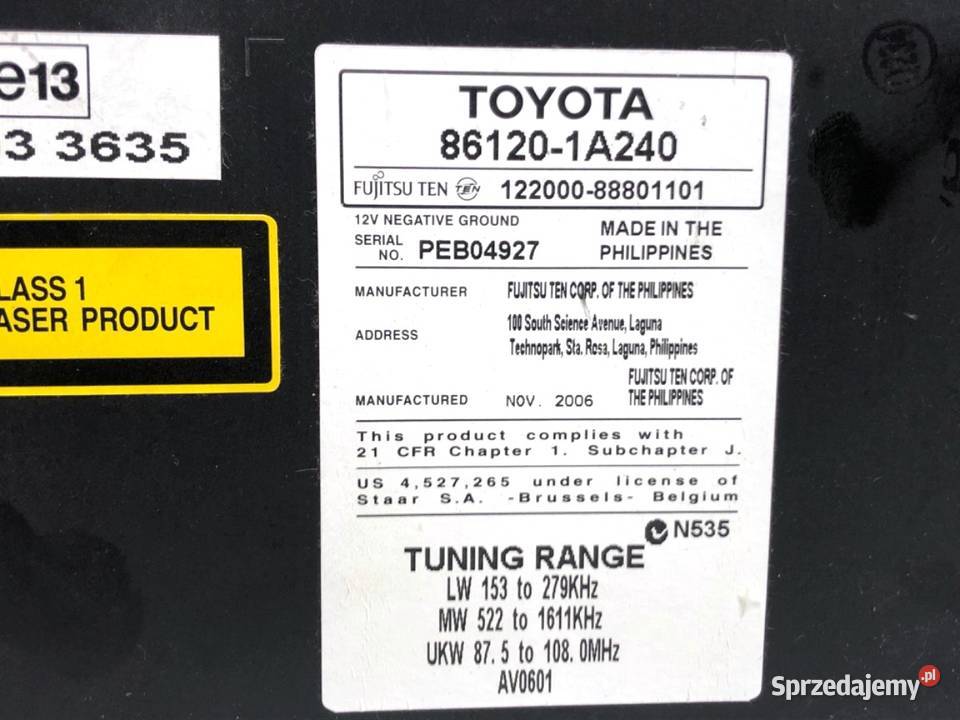 e13
03 3635
LASS 1
ASER PRODUCT
TOYOTA
86120-1A240
FUJITSU TEN TEN 122000-88801101
12V NEGATIVE GROUND
SERIAL NO. PEB04927
MADE IN THE
PHILIPPINES
MANUFACTURER FUJITSU TEN CORP. OF THE PHILIPPINES
ADDRESS 100 South Science Avenue, Laguna
Technopark, Sta. Rosa, Laguna, Philippines
MANUFACTURED NOV. 2006 FUJITSU TEN CORP. OF
THE PHILIPPINES
This product complies with
21 CFR Chapter 1. Subchapter J.
US 4,527,265 under license of
Staar S.A. -Brussels- Belgium
N535
TUNING RANGE
LW 153 to 279KHz
MW 522 to 1611KHz
UKW 87.5 to 108.0MHz
AV0601
Sprzedajemy.pl